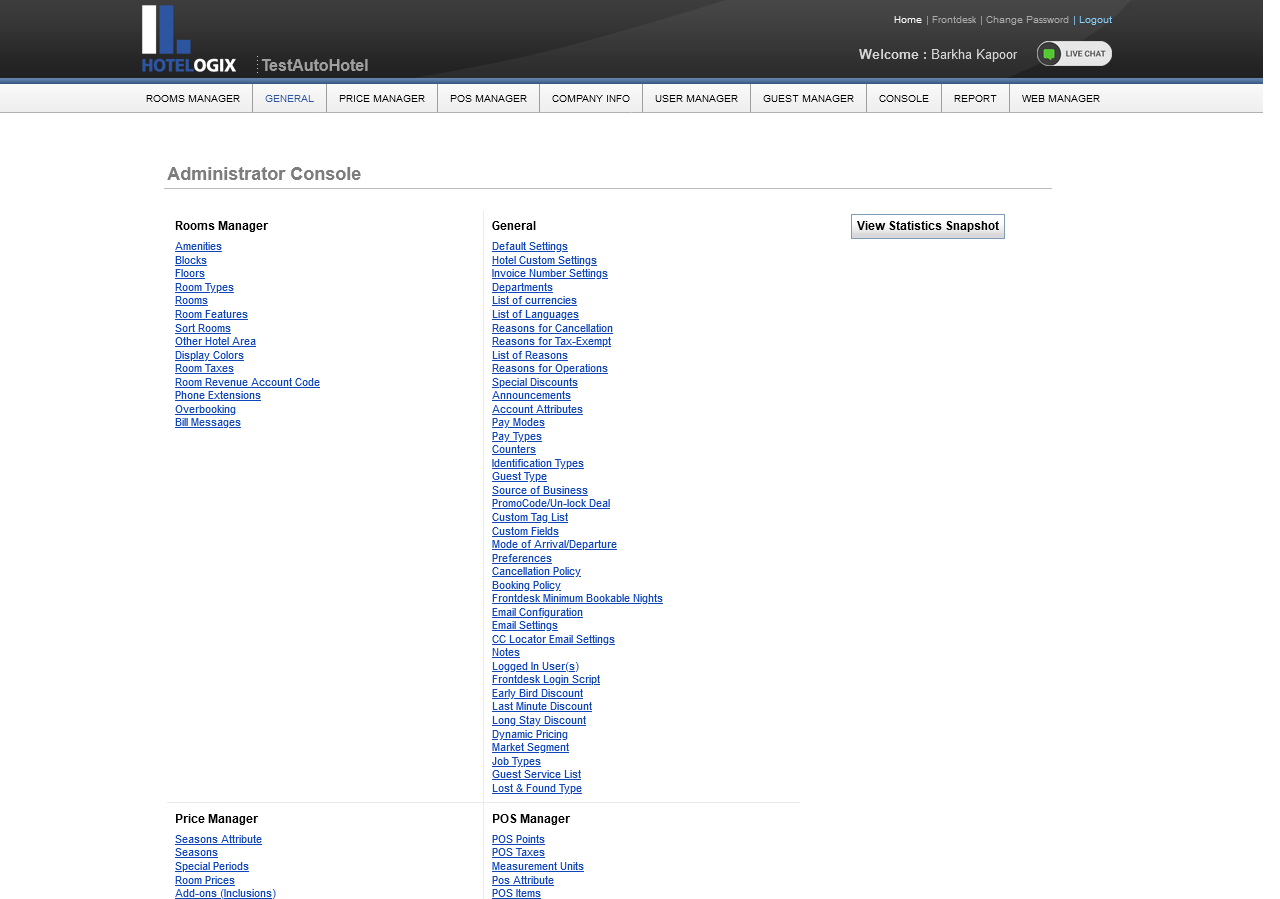 Home | Frontdesk | Change Password | Logout
HOTELOGIX
TestAutoHotel
Welcome : Barkha Kapoor
LIVE CHAT
ROOMS MANAGER GENERAL PRICE MANAGER POS MANAGER COMPANY INFO USER MANAGER GUEST MANAGER CONSOLE REPORT WEB MANAGER
Administrator Console
Rooms Manager
Amenities
Blocks
Floors
Room Types
Rooms
Room Features
Sort Rooms
Other Hotel Area
Display Colors
Room Taxes
Room Revenue Account Code
Phone Extensions
Overbooking
Bill Messages
General
Default Settings
Hotel Custom Settings
Invoice Number Settings
Departments
List of currencies
List of Languages
Reasons for Cancellation
Reasons for Tax-Exempt
List of Reasons
Reasons for Operations
Special Discounts
Announcements
Account Attributes
Pay Modes
Pay Types
Counters
Identification Types
Guest Type
Source of Business
PromoCode/Un-lock Deal
Custom Tag List
Custom Fields
Mode of Arrival/Departure
Preferences
Cancellation Policy
Booking Policy
Frontdesk Minimum Bookable Nights
Email Configuration
Email Settings
CC Locator Email Settings
Notes
Logged In User(s)
Frontdesk Login Script
Early Bird Discount
Last Minute Discount
Long Stay Discount
Dynamic Pricing
Market Segment
Job Types
Guest Service List
Lost & Found Type
View Statistics Snapshot
Price Manager
Seasons Attribute
Seasons
Special Periods
Room Prices
Add-ons (Inclusions)
POS Manager
POS Points
POS Taxes
Measurement Units
Pos Attribute
POS Items